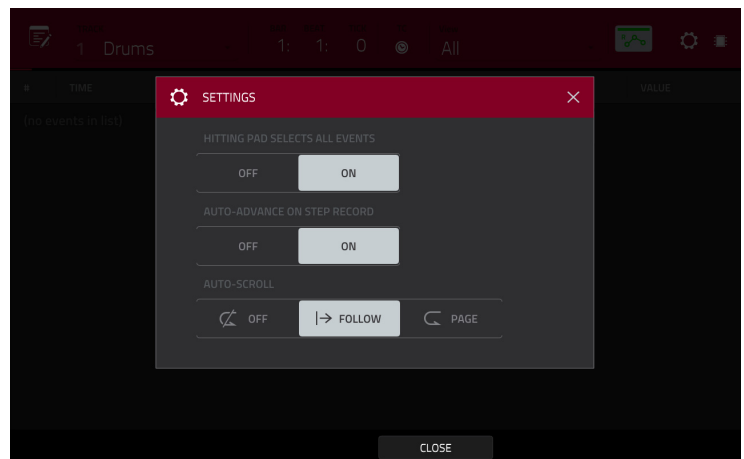 1 Drums 1: 1: 0 All
# TIME VALUE
(no events in list)
SETTINGS
HITTING PAD SELECTS ALL EVENTS
OFF ON
AUTO-ADVANCE ON STEP RECORD
OFF ON
AUTO-SCROLL
OFF FOLLOW PAGE
CLOSE